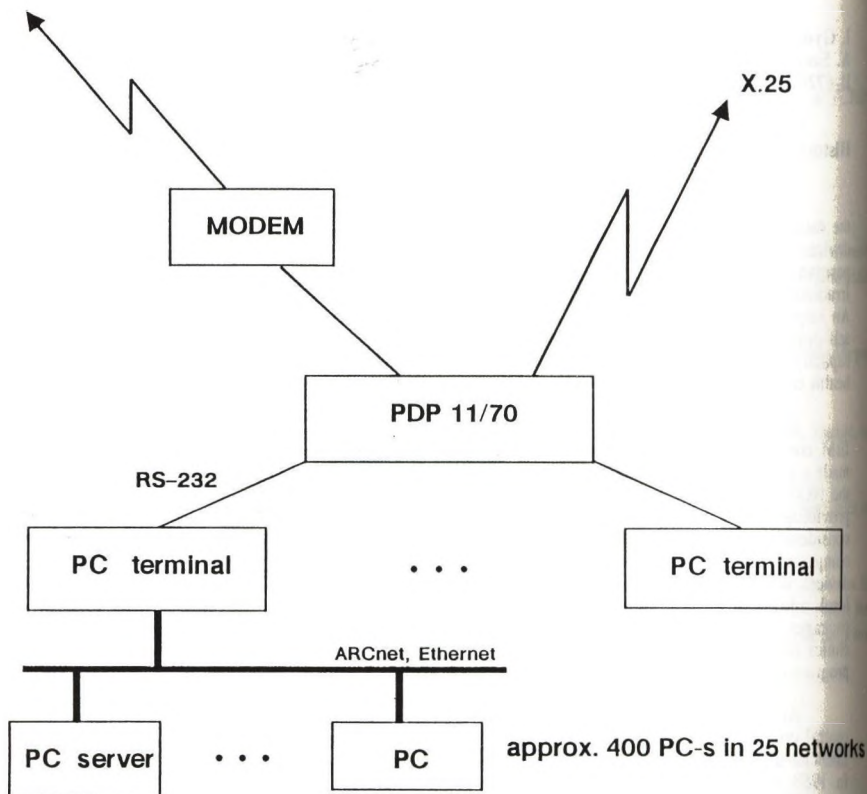 X.25
MODEM
PDP 11/70
RS-232
PC terminal
. . .
PC terminal
ARCnet, Ethernet
PC server
. . .
PC
approx. 400 PC-s in 25 networks